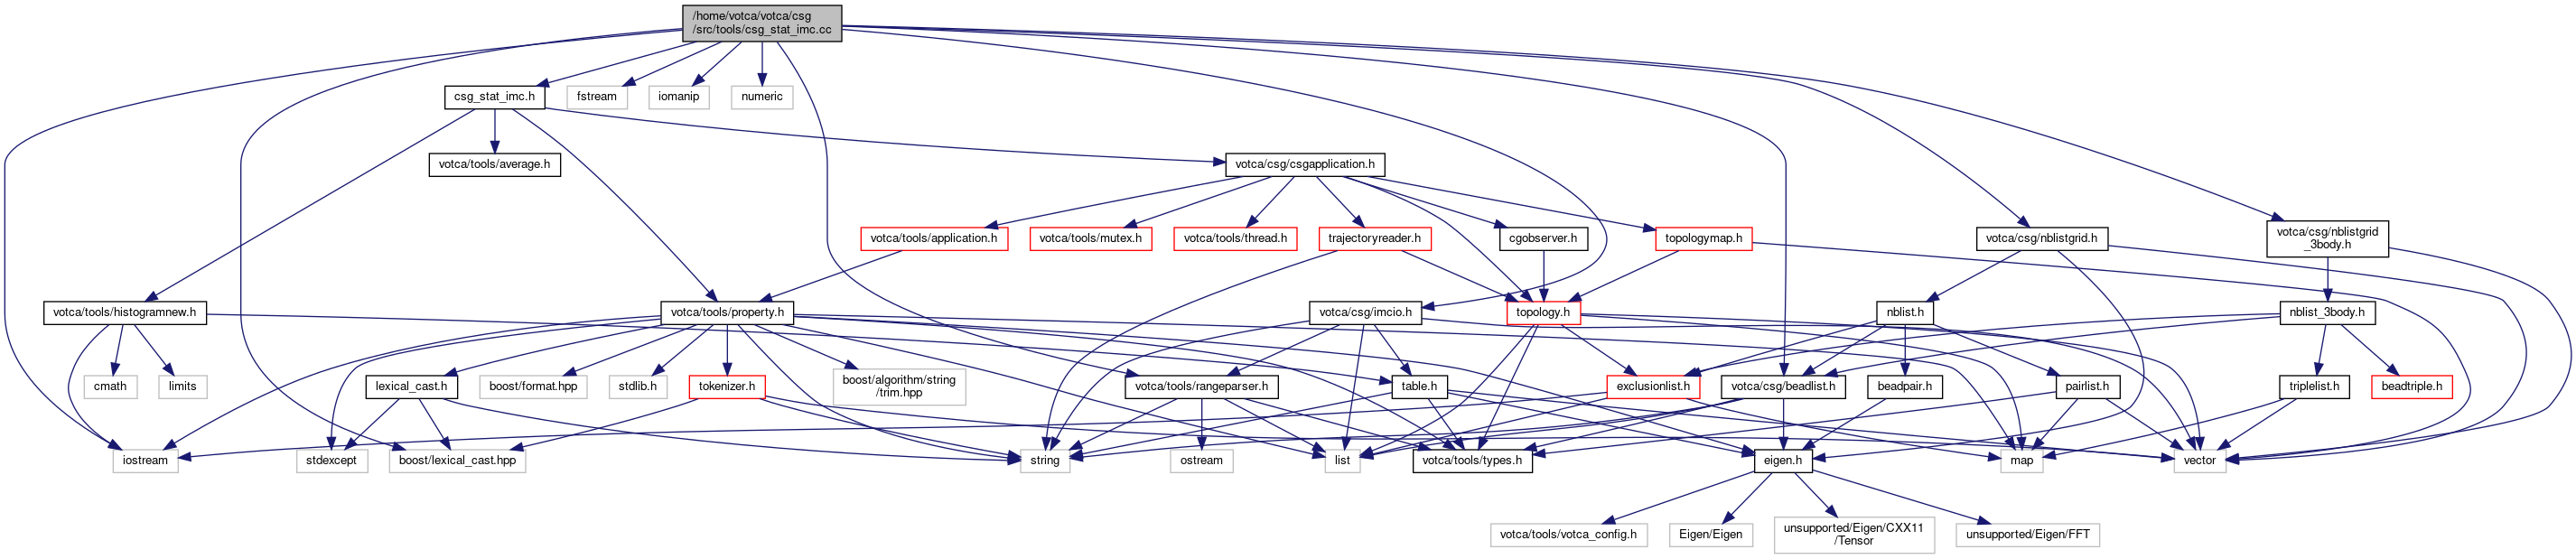 /home/votca/votca/csg
/src/tools/csg_stat_imc.cc
csg_stat_imc.h
fstream
iomanip
numeric
votca/tools/average.h
votca/csg/csgapplication.h
votca/tools/application.h
votca/tools/mutex.h
votca/tools/thread.h
trajectoryreader.h
cgobserver.h
topologymap.h
votca/csg/nblistgrid.h
votca/csg/nblistgrid
_3body.h
votca/tools/histogramnew.h
votca/tools/property.h
votca/csg/imcio.h
topology.h
nblist.h
nblist_3body.h
cmath
limits
lexical_cast.h
boost/format.hpp
stdlib.h
tokenizer.h
boost/algorithm/string
/trim.hpp
votca/tools/rangeparser.h
table.h
exclusionlist.h
votca/csg/beadlist.h
beadpair.h
pairlist.h
triplelist.h
beadtriple.h
iostream
stdexcept
boost/lexical_cast.hpp
string
ostream
list
votca/tools/types.h
eigen.h
map
vector
votca/tools/votca_config.h
Eigen/Eigen
unsupported/Eigen/CXX11
/Tensor
unsupported/Eigen/FFT